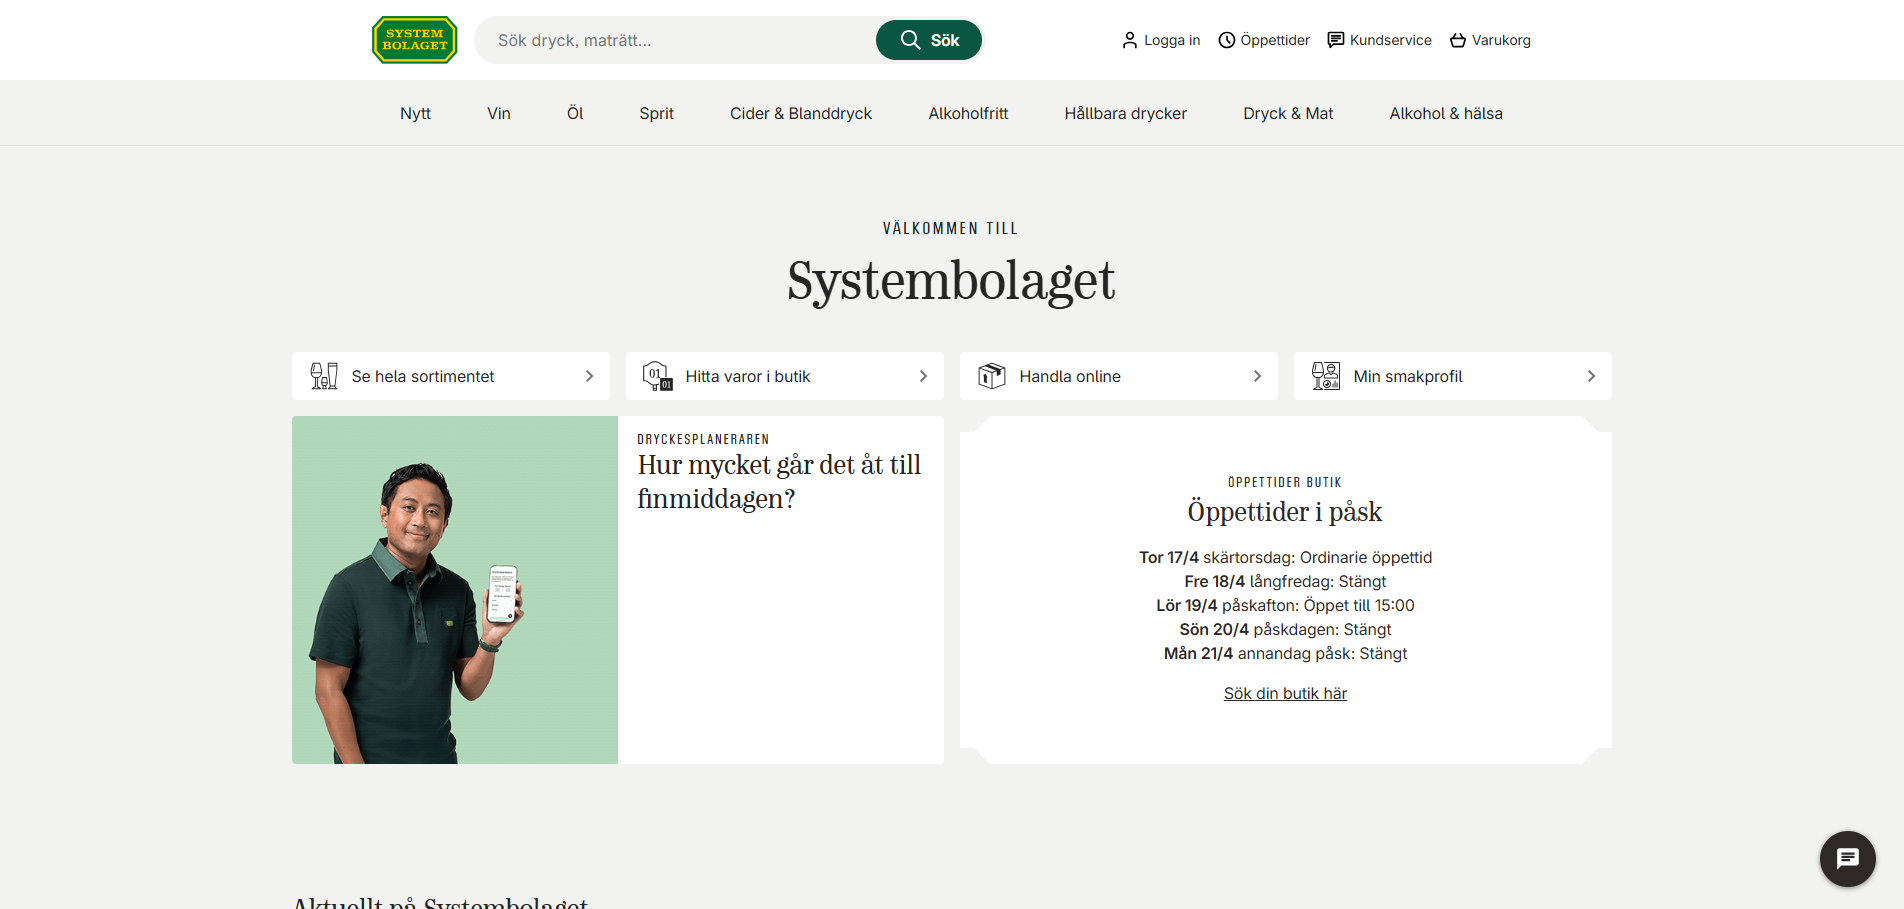 SYSTEM
BOLAGET
Sök dryck, maträtt...
Sök
Logga in
Öppettider
Kundservice
Varukorg
Nytt
Vin
Öl
Sprit
Cider & Blanddryck
Alkoholfritt
Hållbara drycker
Dryck & Mat
Alkohol & hälsa
VÄLKOMMEN TILL
Systembolaget
Se hela sortimentet
01
01
Hitta varor i butik
Handla online
Min smakprofil
DRYCKESPLANERAREN
Hur mycket går det åt till
finmiddagen?
ÖPPETTIDER BUTIK
Öppettider i påsk
Tor 17/4 skärtorsdag: Ordinarie öppettid
Fre 18/4 långfredag: Stängt
Lör 19/4 påskafton: Öppet till 15:00
Sön 20/4 påskdagen: Stängt
Mån 21/4 annandag påsk: Stängt
Sök din butik här
Aktuellt på Systembolaget